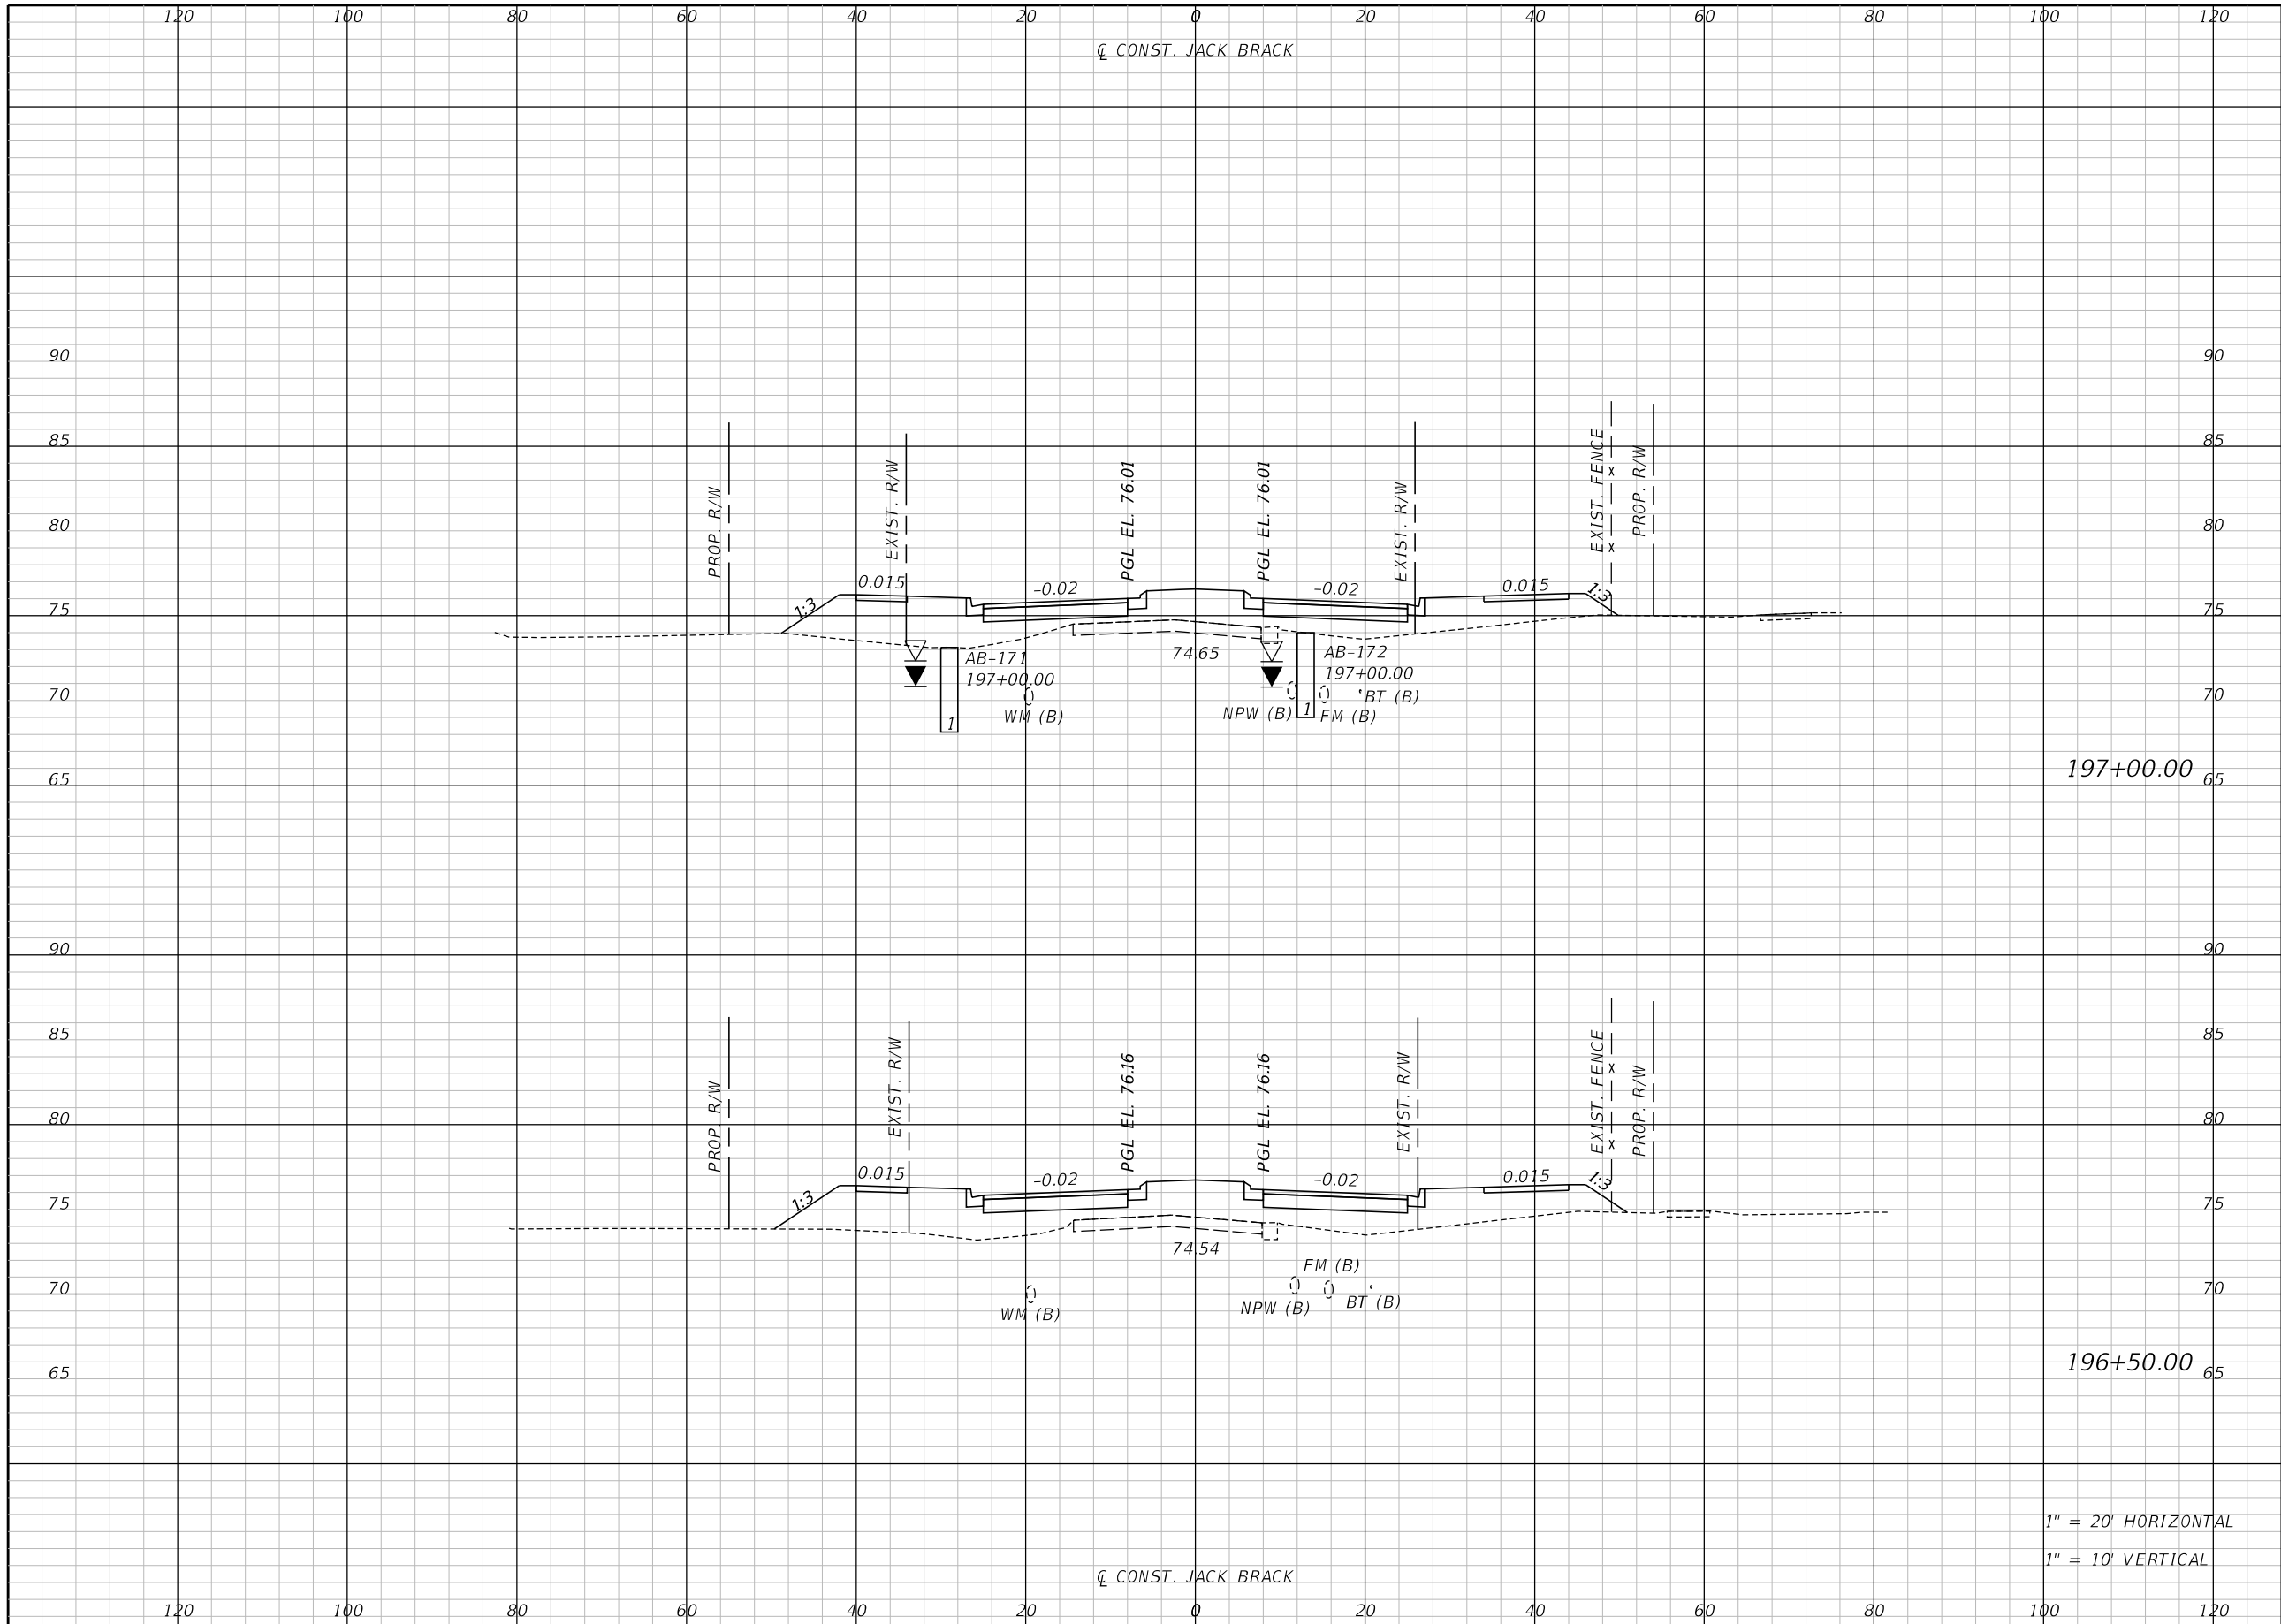 120 100 80 60 40 20 0 20 40 60 80 100 120
℄ CONST. JACK BRACK
90 90
85 85
80 80
75 75
70 70
65 65
PROP. R/W
EXIST. R/W
PGL EL. 76.01
PGL EL. 76.01
EXIST. R/W
EXIST. FENCE
PROP. R/W
1:3
0.015
-0.02
-0.02
0.015
1:3
74.65
AB-171
197+00.00
1
WM (B)
AB-172
197+00.00
1
NPW (B)
FM (B)
BT (B)
197+00.00
90 90
85 85
80 80
75 75
70 70
65 65
PROP. R/W
EXIST. R/W
PGL EL. 76.16
PGL EL. 76.16
EXIST. R/W
EXIST. FENCE
PROP. R/W
1:3
0.015
-0.02
-0.02
0.015
1:3
74.54
WM (B)
FM (B)
NPW (B)
BT (B)
196+50.00
1" = 20' HORIZONTAL
1" = 10' VERTICAL
℄ CONST. JACK BRACK
120 100 80 60 40 20 0 20 40 60 80 100 120